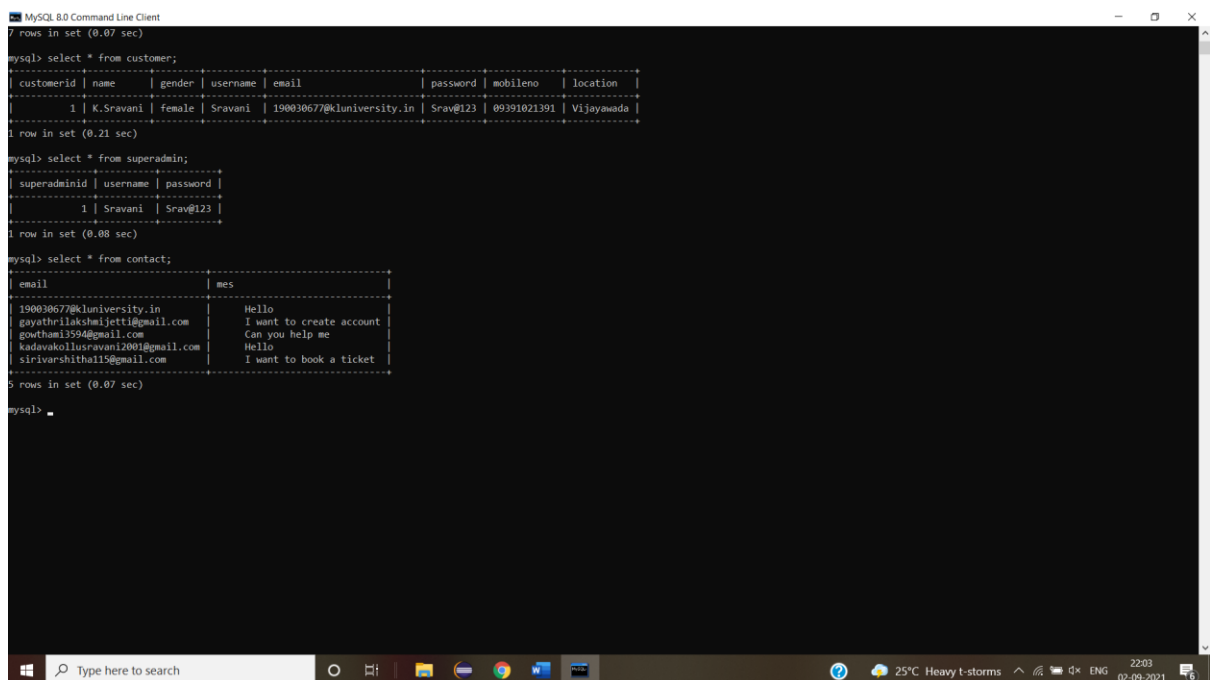 MySQL 8.0 Command Line Client
7 rows in set (0.07 sec)
mysql> select * from customer;
+------------+-----------+--------+----------+---------------------------+----------+-------------+------------+
| customerid | name | gender | username | email | password | mobileno | location |
| 1 | K.Sravani | female | Sravani | 190030677@kluniversity.in | Srav@123 | 09391021391 | Vijayawada |
1 row in set (0.21 sec)
mysql> select * from superadmin;
| superadminid | username | password |
| 1 | Sravani | Srav@123 |
1 row in set (0.08 sec)
mysql> select * from contact;
| email | mes |
| 190030677@kluniversity.in | Hello |
| gayathrilakshmijetti@gmail.com | I want to create account |
| gowthami3594@gmail.com | Can you help me |
| kadavakollusravani2001@gmail.com | Hello |
| sirivarshitha115@gmail.com | I want to book a ticket |
5 rows in set (0.07 sec)
mysql> _
Type here to search
25°C Heavy t-storms
ENG
22:03
02-09-2021
6